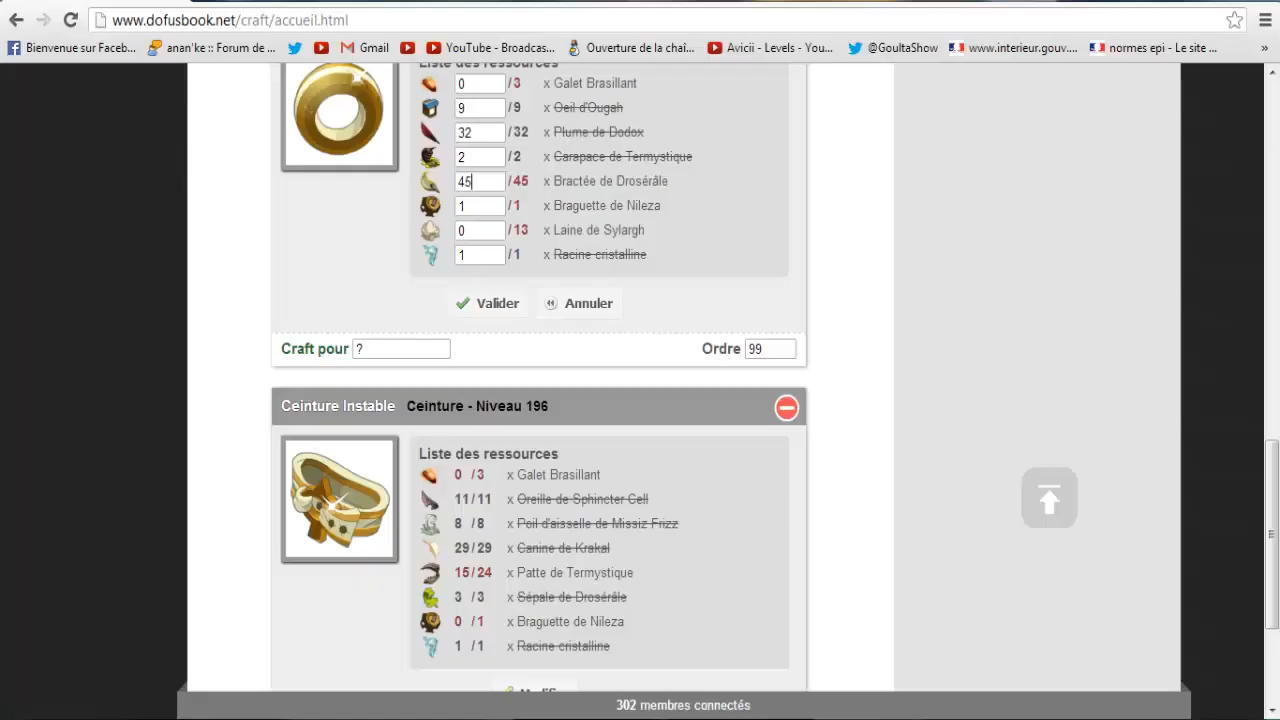 www.dofusbook.net/craft/accueil.html
Bienvenue sur Faceb... anan'ke :: Forum de ... Gmail YouTube - Broadcas... Ouverture de la chai... Avicii - Levels - You... @GoultaShow www.interieur.gouv.... normes epi - Le site ... »
Liste des ressources
0 /3 x Galet Brasillant
9 /9 x Oeil d'Ougah
32 /32 x Plume de Dodox
2 /2 x Carapace de Termystique
45 /45 x Bractée de Drosérâle
1 /1 x Braguette de Nileza
0 /13 x Laine de Sylargh
1 /1 x Racine cristalline
Valider Annuler
Craft pour ? Ordre 99
Ceinture Instable Ceinture - Niveau 196
Liste des ressources
0 /3 x Galet Brasillant
11/11 x Oreille de Sphincter Cell
8 /8 x Poil d'aisselle de Missiz Frizz
29/29 x Canine de Krakal
15/24 x Patte de Termystique
3 /3 x Sépale de Drosérâle
0 /1 x Braguette de Nileza
1 /1 x Racine cristalline
302 membres connectés